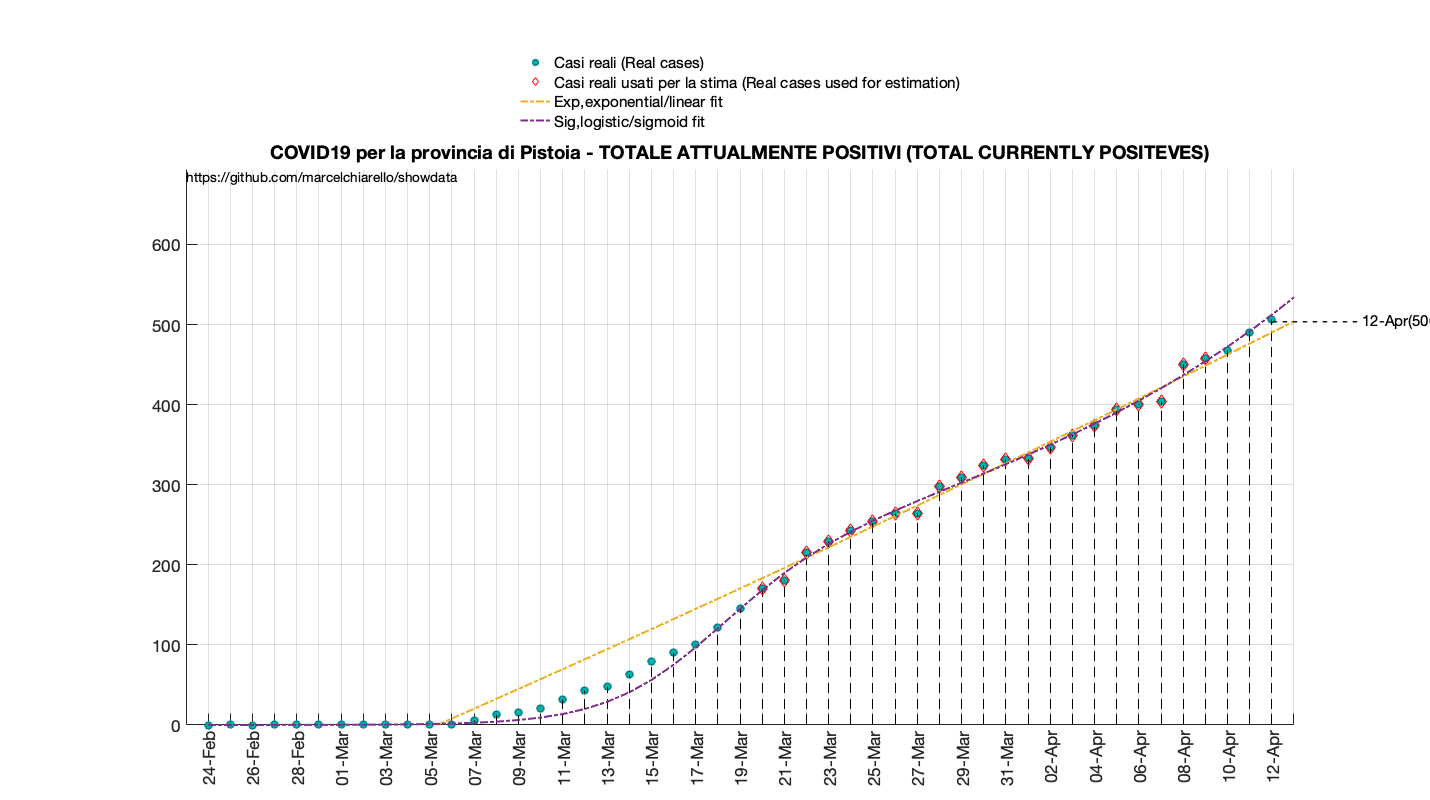 Casi reali (Real cases)
Casi reali usati per la stima (Real cases used for estimation)
Exp,exponential/linear fit
Sig,logistic/sigmoid fit
COVID19 per la provincia di Pistoia - TOTALE ATTUALMENTE POSITIVI (TOTAL CURRENTLY POSITEVES)
https://github.com/marcelchiarello/showdata
600
500
400
300
200
100
0
12-Apr(50
24-Feb
26-Feb
28-Feb
01-Mar
03-Mar
05-Mar
07-Mar
09-Mar
11-Mar
13-Mar
15-Mar
17-Mar
19-Mar
21-Mar
23-Mar
25-Mar
27-Mar
29-Mar
31-Mar
02-Apr
04-Apr
06-Apr
08-Apr
10-Apr
12-Apr